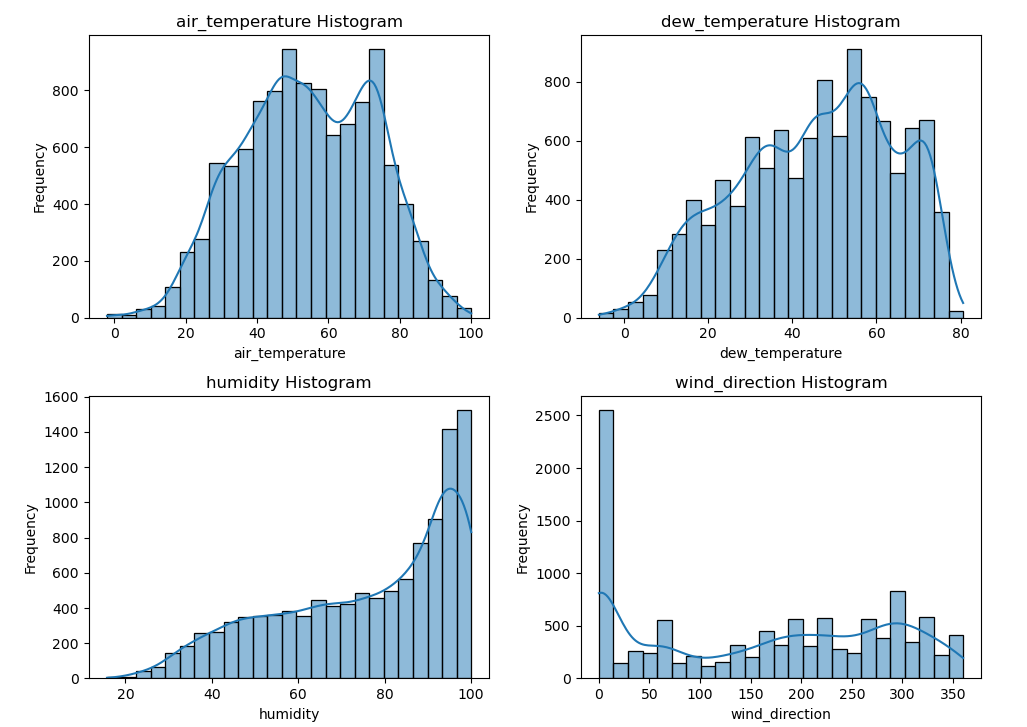 air_temperature Histogram
Frequency
800
600
400
200
0
0 20 40 60 80 100
air_temperature
dew_temperature Histogram
Frequency
800
600
400
200
0
0 20 40 60 80
dew_temperature
humidity Histogram
Frequency
1600
1400
1200
1000
800
600
400
200
0
20 40 60 80 100
humidity
wind_direction Histogram
Frequency
2500
2000
1500
1000
500
0
0 50 100 150 200 250 300 350
wind_direction